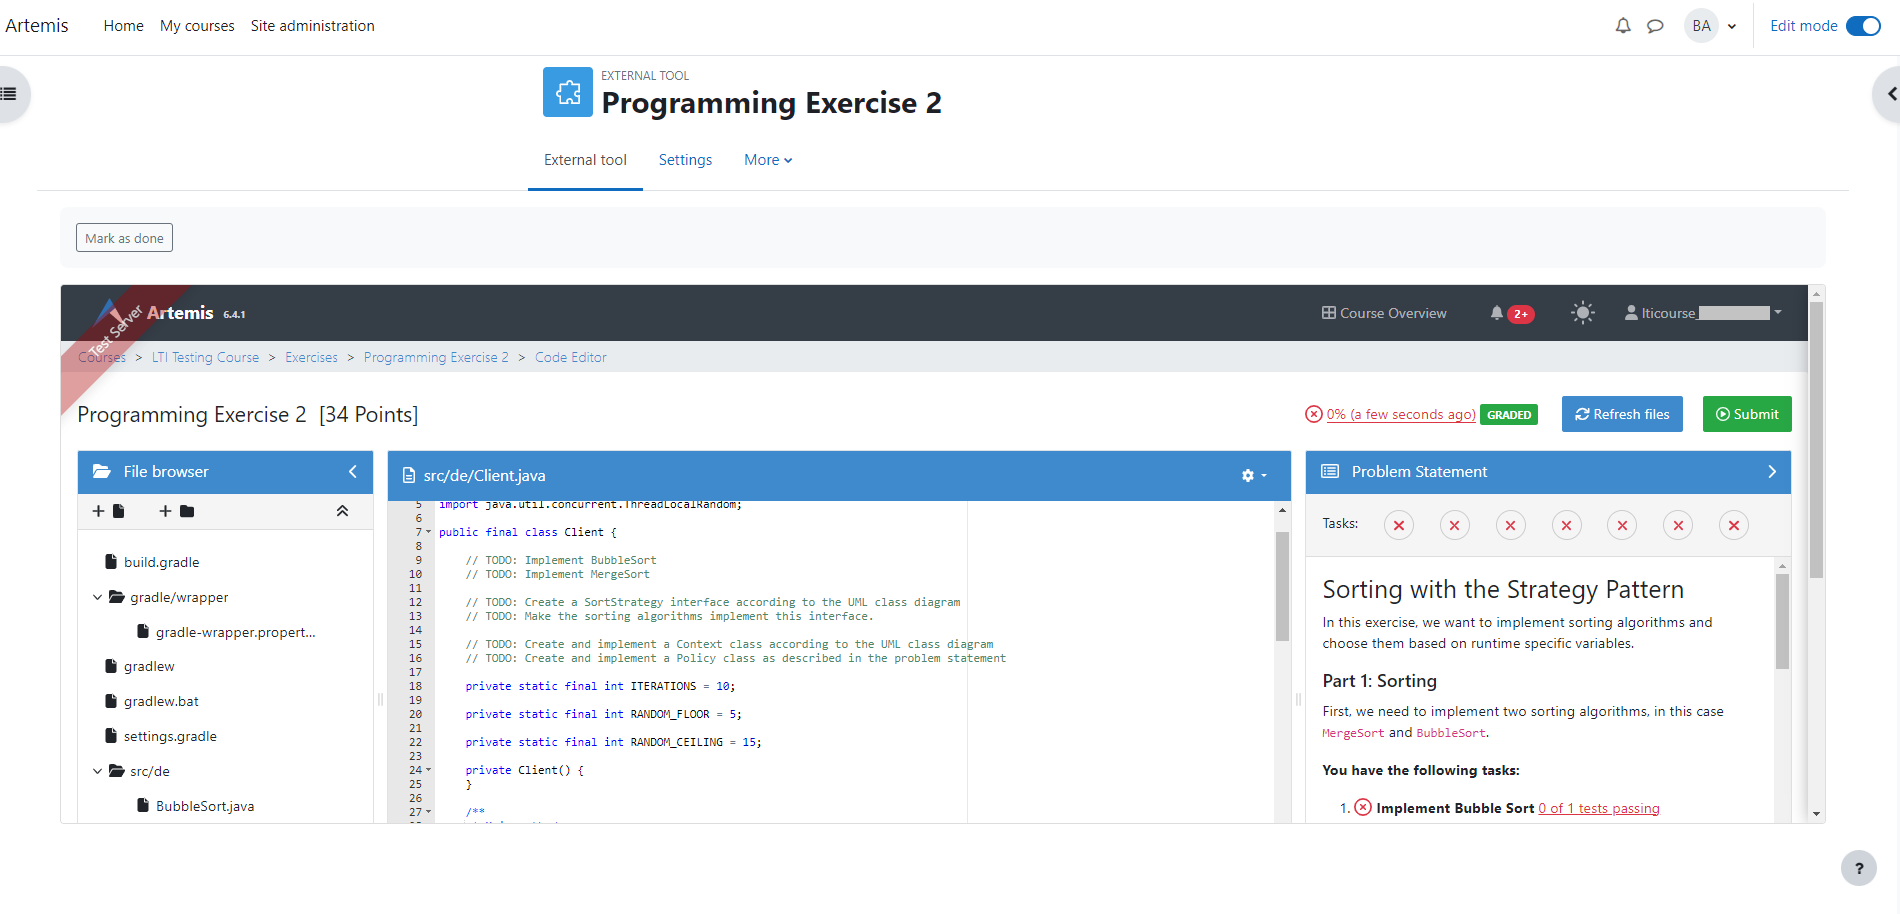 Artemis Home My courses Site administration BA Edit mode
EXTERNAL TOOL
Programming Exercise 2
External tool Settings More
Mark as done
Test Server
Artemis 6.4.1 Course Overview 2+ lticourse_
Courses > LTI Testing Course > Exercises > Programming Exercise 2 > Code Editor
Programming Exercise 2 [34 Points] 0% (a few seconds ago) GRADED Refresh files Submit
File browser
build.gradle
gradle/wrapper
gradle-wrapper.propert...
gradlew
gradlew.bat
settings.gradle
src/de
BubbleSort.java
src/de/Client.java
5 import java.util.concurrent.ThreadLocalRandom;
6
7 public final class Client {
8
9 // TODO: Implement BubbleSort
10 // TODO: Implement MergeSort
11
12 // TODO: Create a SortStrategy interface according to the UML class diagram
13 // TODO: Make the sorting algorithms implement this interface.
14
15 // TODO: Create and implement a Context class according to the UML class diagram
16 // TODO: Create and implement a Policy class as described in the problem statement
17
18 private static final int ITERATIONS = 10;
19
20 private static final int RANDOM_FLOOR = 5;
21
22 private static final int RANDOM_CEILING = 15;
23
24 private Client() {
25 }
26
27 /**
Problem Statement
Tasks:
Sorting with the Strategy Pattern
In this exercise, we want to implement sorting algorithms and
choose them based on runtime specific variables.
Part 1: Sorting
First, we need to implement two sorting algorithms, in this case
MergeSort and BubbleSort.
You have the following tasks:
1. Implement Bubble Sort 0 of 1 tests passing
?